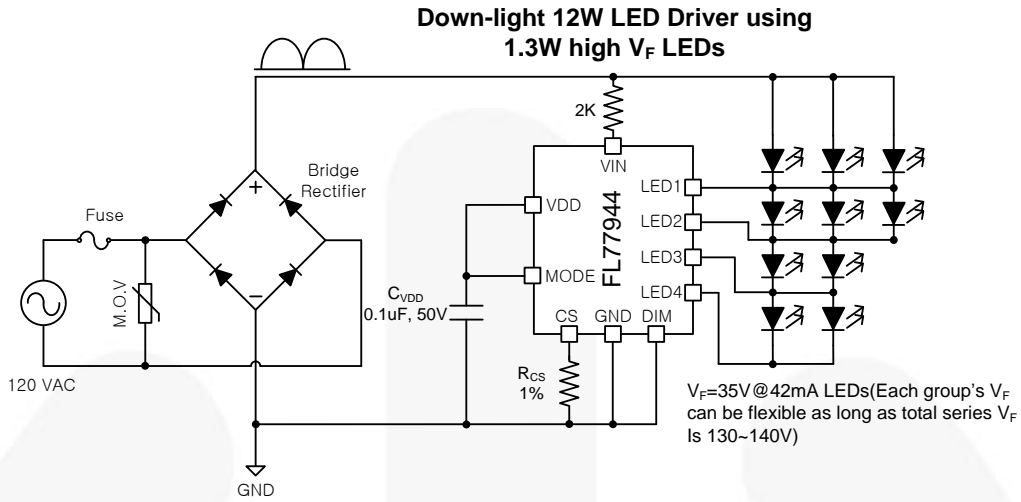 Down-light 12W LED Driver using
1.3W high VF LEDs
2K
VIN
Bridge
Rectifier
+
−
Fuse
M.O.V
120 VAC
VDD
MODE
FL77944
LED1
LED2
LED3
LED4
CS
GND
DIM
CVDD
0.1uF, 50V
RCS
1%
GND
VF=35V@42mA LEDs(Each group's VF
can be flexible as long as total series VF
Is 130~140V)